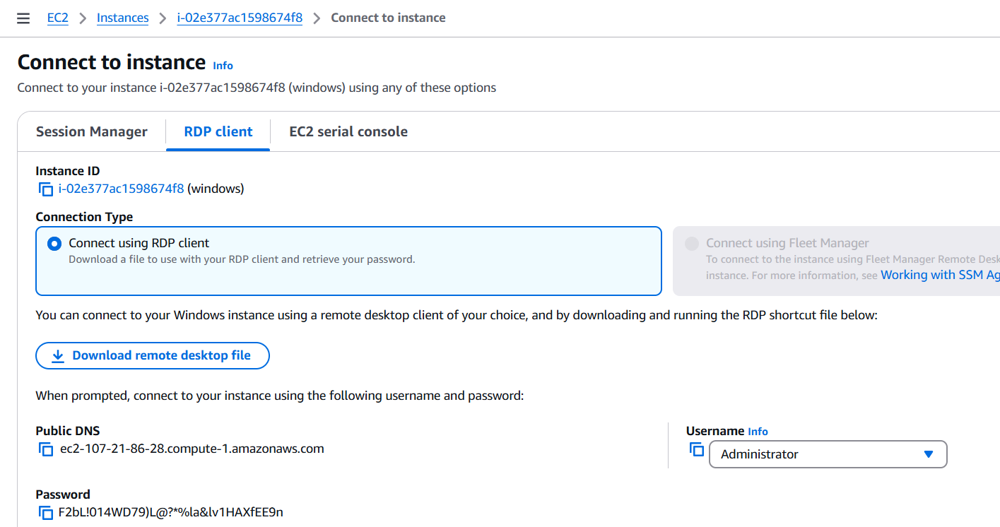 EC2 > Instances > i-02e377ac1598674f8 > Connect to instance
Connect to instance Info
Connect to your instance i-02e377ac1598674f8 (windows) using any of these options
Session Manager RDP client EC2 serial console
Instance ID
i-02e377ac1598674f8 (windows)
Connection Type
Connect using RDP client
Download a file to use with your RDP client and retrieve your password.
Connect using Fleet Manager
To connect to the instance using Fleet Manager Remote Desk
instance. For more information, see Working with SSM Ag
You can connect to your Windows instance using a remote desktop client of your choice, and by downloading and running the RDP shortcut file below:
Download remote desktop file
When prompted, connect to your instance using the following username and password:
Public DNS
ec2-107-21-86-28.compute-1.amazonaws.com
Username Info
Administrator
Password
F2bL!014WD79)L@?*%la&lv1HAXfEE9n